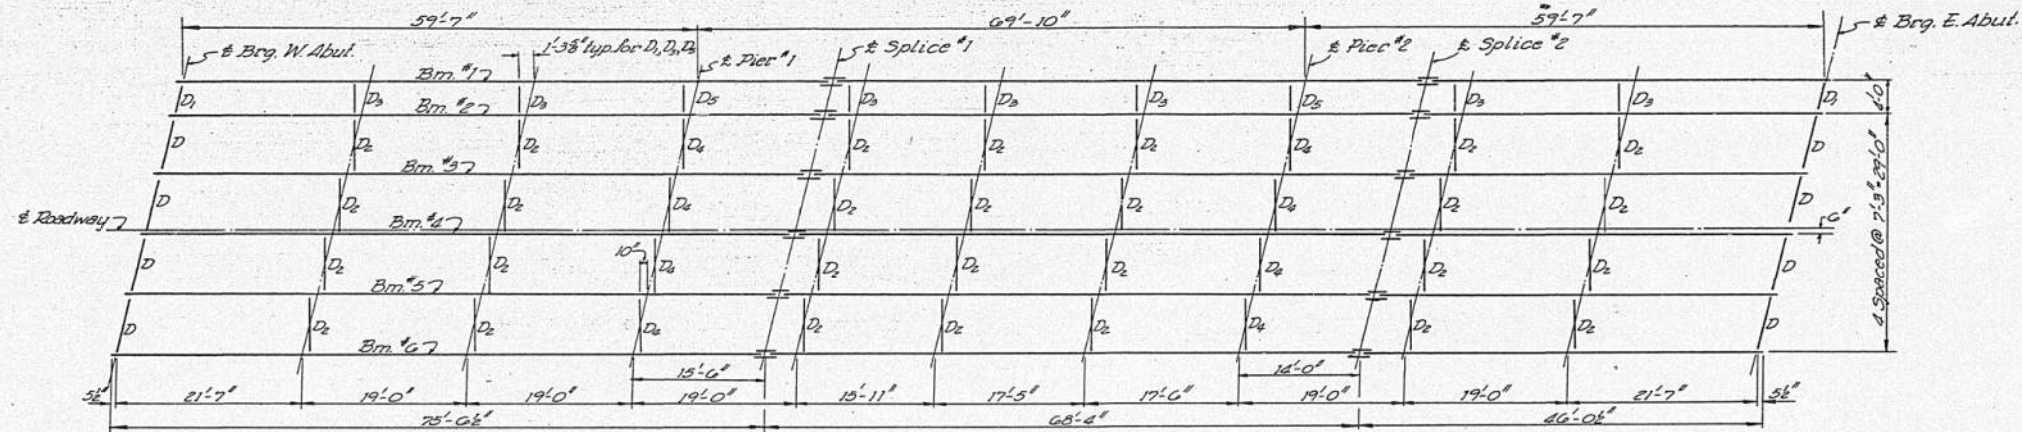 59'-7"
69'-10"
59'-7"
℄ Brg. W. Abut.
1'-3⅝" typ. for
℄ Pier #1
℄ Splice #1
℄ Pier #2
℄ Splice #2
℄ Brg. E. Abut.
Bm. #1
D₁ D₃ D₃ D₅ D₃ D₃ D₃ D₅ D₃ D₃ D₁
Bm. #2
D D₂ D₂ D₄ D₂ D₂ D₂ D₄ D₂ D₂ D
Bm. #3
D D₂ D₂ D₄ D₂ D₂ D₂ D₄ D₂ D₂ D
℄ Roadway
Bm. #4
6"
D D₂ D₂ 10" D₄ D₂ D₂ D₂ D₄ D₂ D₂ D
Bm. #5
D D₂ D₂ D₄ D₂ D₂ D₂ D₄ D₂ D₂ D
Bm. #6
4 Spaced @ 7'-3"=29'-0"
15'-6"
14'-0"
5½" 21'-7" 19'-0" 19'-0" 19'-0" 15'-11" 17'-5" 17'-6" 19'-0" 19'-0" 21'-7" 5½"
75'-6½"
68'-4"
46'-0½"